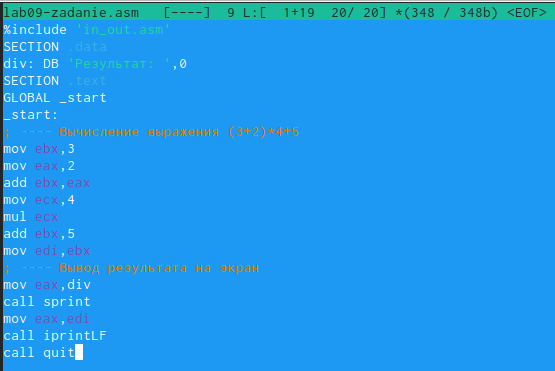 lab09-zadanie.asm   [----]  9 L:[  1+19  20/ 20] *(348 / 348b) <EOF>
%include 'in_out.asm'
SECTION .data
div: DB 'Результат: ',0
SECTION .text
GLOBAL _start
_start:
; ---- Вычисление выражения (3+2)*4+5
mov ebx,3
mov eax,2
add ebx,eax
mov ecx,4
mul ecx
add ebx,5
mov edi,ebx
; ---- Вывод результата на экран
mov eax,div
call sprint
mov eax,edi
call iprintLF
call quit